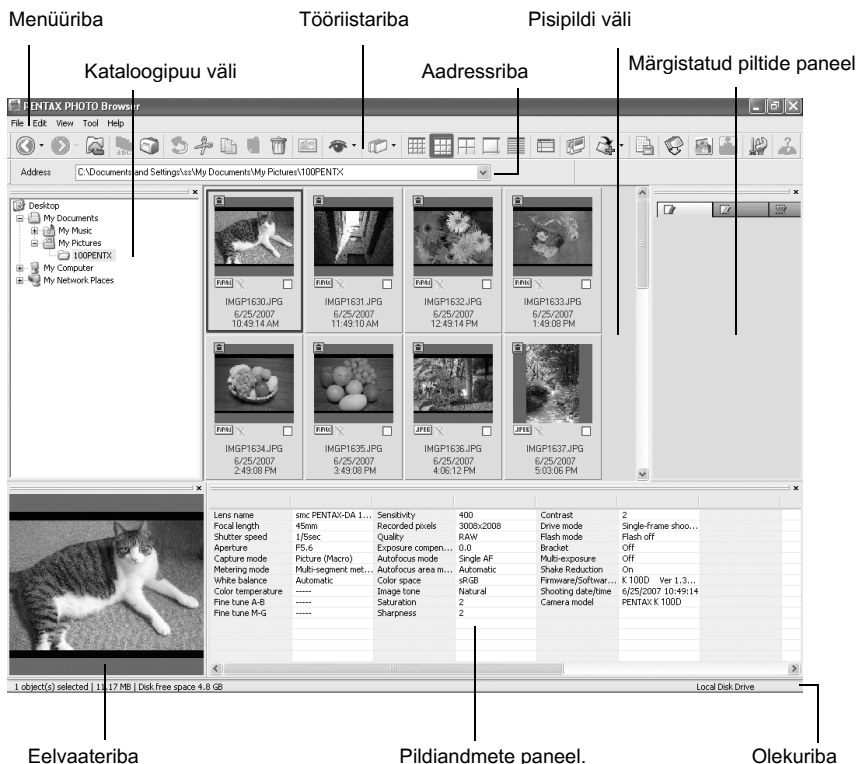 Menüüriba
Tööriistariba
Pisipildi väli
Kataloogipuu väli
Aadressriba
Märgistatud piltide paneel
PENTAX PHOTO Browser
File Edit View Tool Help
Address C:\Documents and Settings\ss\My Documents\My Pictures\100PENTX
Desktop
My Documents
My Music
My Pictures
100PENTX
My Computer
My Network Places
RAW RAW RAW RAW
IMGP1630.JPG IMGP1631.JPG IMGP1632.JPG IMGP1633.JPG
6/25/2007 6/25/2007 6/25/2007 6/25/2007
10:49:14 AM 11:49:10 AM 12:49:14 PM 1:49:08 PM
RAW RAW JPEG JPEG
IMGP1634.JPG IMGP1635.JPG IMGP1636.JPG IMGP1637.JPG
6/25/2007 6/25/2007 6/25/2007 6/25/2007
2:49:08 PM 3:49:08 PM 4:06:12 PM 5:03:06 PM
Lens name smc PENTAX-DA 1... Sensitivity 400 Contrast 2
Focal length 45mm Recorded pixels 3008x2008 Drive mode Single-frame shoo...
Shutter speed 1/5sec Quality RAW Flash mode Flash off
Aperture F5.6 Exposure compen... 0.0 Bracket Off
Capture mode Picture (Macro) Autofocus mode Single AF Multi-exposure Off
Metering mode Multi-segment met... Autofocus area m... Automatic Shake Reduction On
White balance Automatic Color space sRGB Firmware/Softwar... K 100D Ver 1.3...
Color temperature ----- Image tone Natural Shooting date/time 6/25/2007 10:49:14
Fine tune A-B ----- Saturation 2 Camera model PENTAX K 100D
Fine tune M-G ----- Sharpness 2
1 object(s) selected | 11.17 MB | Disk free space 4.8 GB Local Disk Drive
Eelvaateriba
Pildiandmete paneel.
Olekuriba